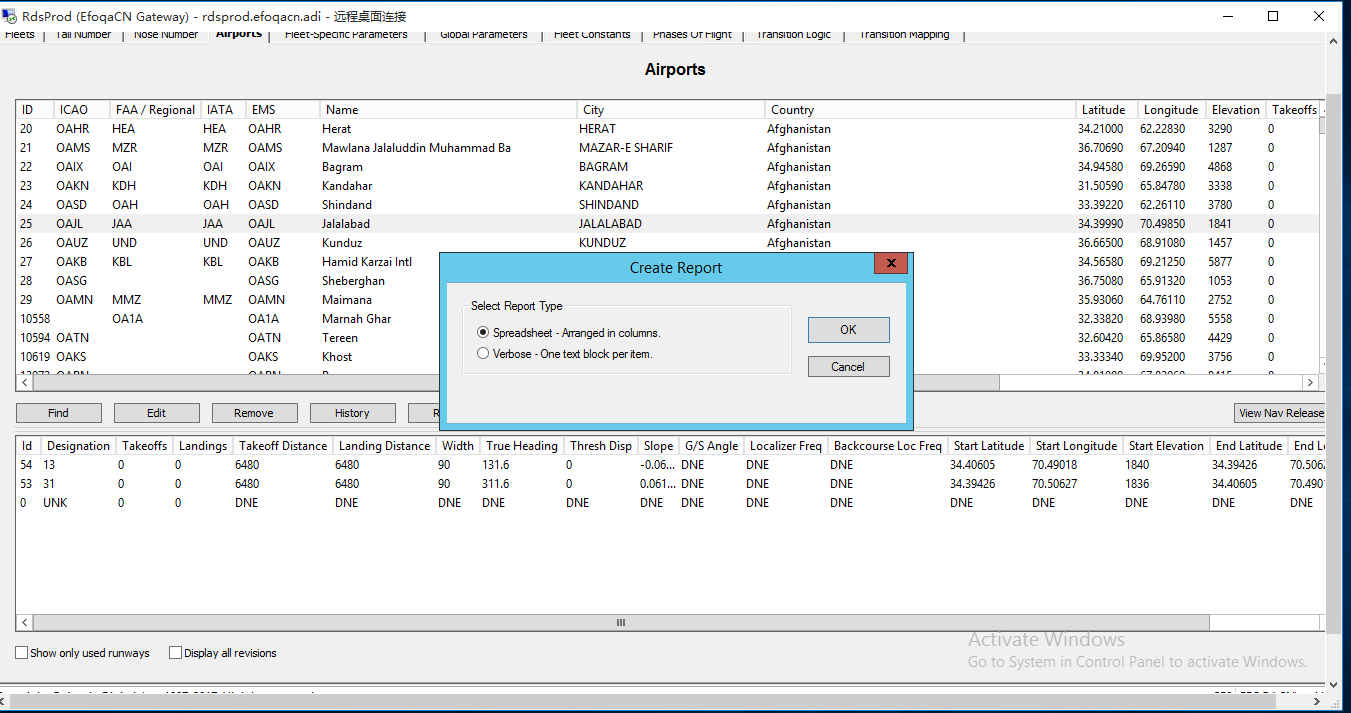 RdsProd (EfoqaCN Gateway) - rdsprod.efoqacn.adi - 远程桌面连接
Fleets | Tail Number | Nose Number Airports | Fleet-Specific Parameters | Global Parameters | Fleet Constants | Phases Of Flight | Transition Logic | Transition Mapping |
Airports
ID ICAO FAA / Regional IATA EMS Name City Country Latitude Longitude Elevation Takeoffs
20 OAHR HEA HEA OAHR Herat HERAT Afghanistan 34.21000 62.22830 3290 0
21 OAMS MZR MZR OAMS Mawlana Jalaluddin Muhammad Ba MAZAR-E SHARIF Afghanistan 36.70690 67.20940 1287 0
22 OAIX OAI OAI OAIX Bagram BAGRAM Afghanistan 34.94580 69.26590 4868 0
23 OAKN KDH KDH OAKN Kandahar KANDAHAR Afghanistan 31.50590 65.84780 3338 0
24 OASD OAH OAH OASD Shindand SHINDAND Afghanistan 33.39220 62.26110 3780 0
25 OAJL JAA JAA OAJL Jalalabad JALALABAD Afghanistan 34.39990 70.49850 1841 0
26 OAUZ UND UND OAUZ Kunduz KUNDUZ Afghanistan 36.66500 68.91080 1457 0
27 OAKB KBL KBL OAKB Hamid Karzai Intl 34.56580 69.21250 5877 0
28 OASG OASG Sheberghan 36.75080 65.91320 1053 0
29 OAMN MMZ MMZ OAMN Maimana 35.93060 64.76110 2752 0
10558 OA1A OA1A Marnah Ghar 32.33820 68.93980 5558 0
10594 OATN OATN Tereen 32.60420 65.86580 4429 0
10619 OAKS OAKS Khost 33.33340 69.95200 3756 0
Create Report
x
Select Report Type
Spreadsheet - Arranged in columns.
Verbose - One text block per item.
OK
Cancel
Find Edit Remove History R View Nav Release
Id Designation Takeoffs Landings Takeoff Distance Landing Distance Width True Heading Thresh Disp Slope G/S Angle Localizer Freq Backcourse Loc Freq Start Latitude Start Longitude Start Elevation End Latitude End Lo
54 13 0 0 6480 6480 90 131.6 0 -0.06... DNE DNE DNE 34.40605 70.49018 1840 34.39426 70.506
53 31 0 0 6480 6480 90 311.6 0 0.061... DNE DNE DNE 34.39426 70.50627 1836 34.40605 70.490
0 UNK 0 0 DNE DNE DNE DNE DNE DNE DNE DNE DNE DNE DNE DNE DNE DNE
Show only used runways Display all revisions
Activate Windows
Go to System in Control Panel to activate Windows.